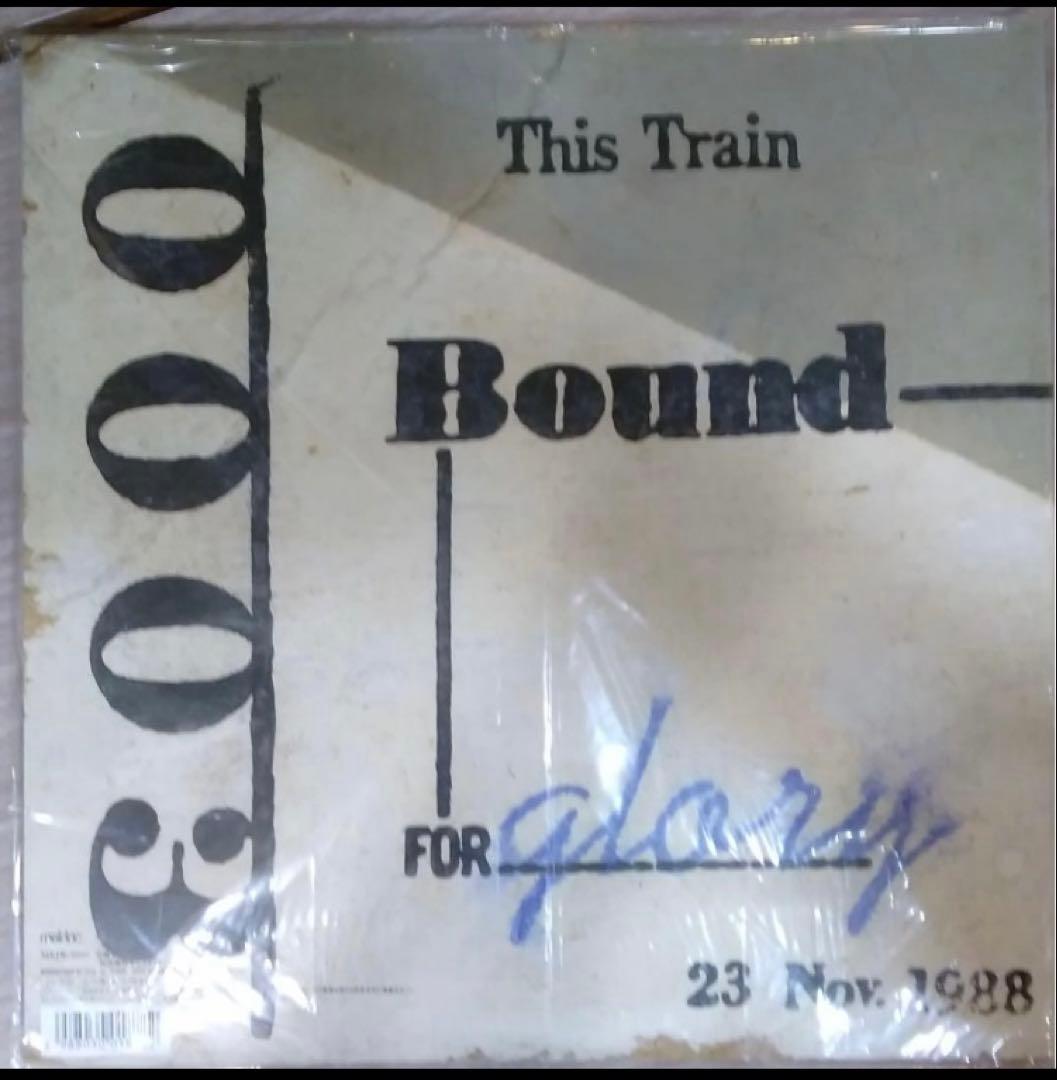 3000
This Train
Bound
FOR glory
23 Nov. 1988